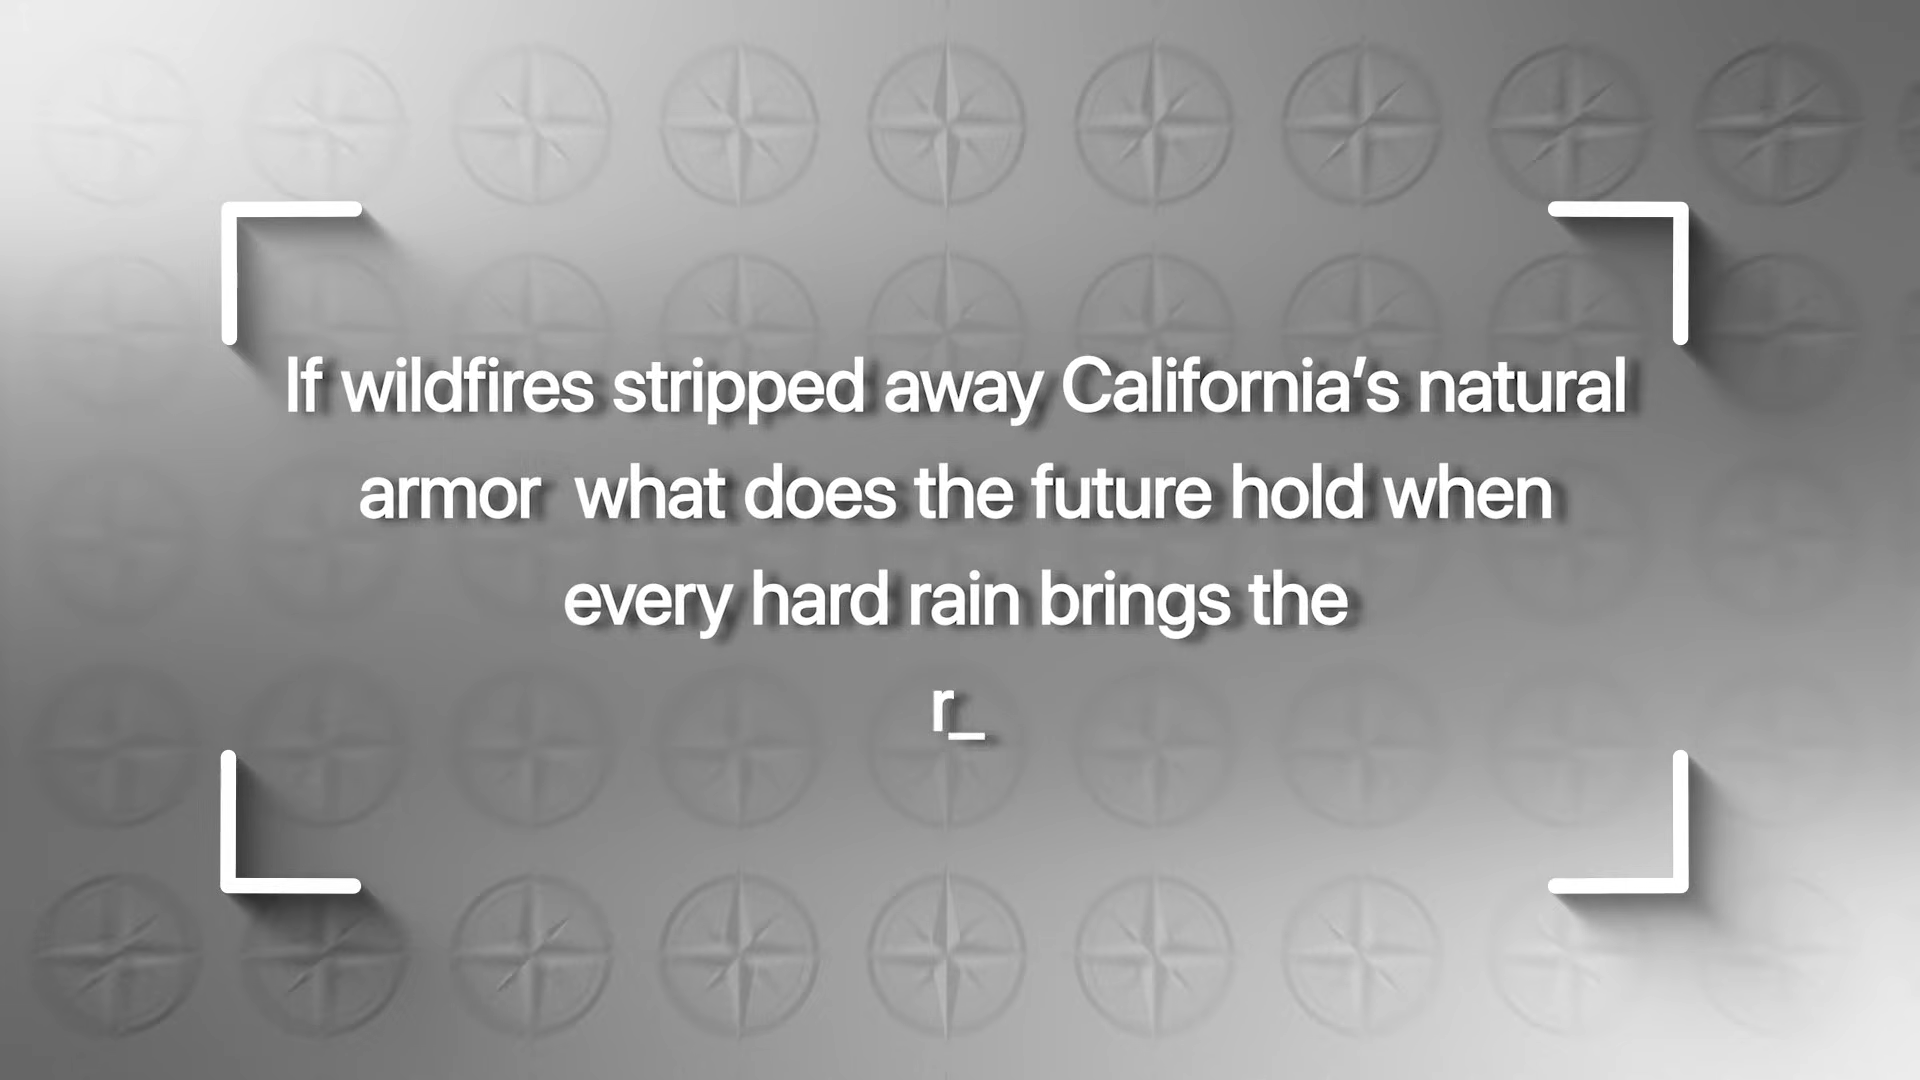 If wildfires stripped away California’s natural
armor  what does the future hold when
every hard rain brings the
r_